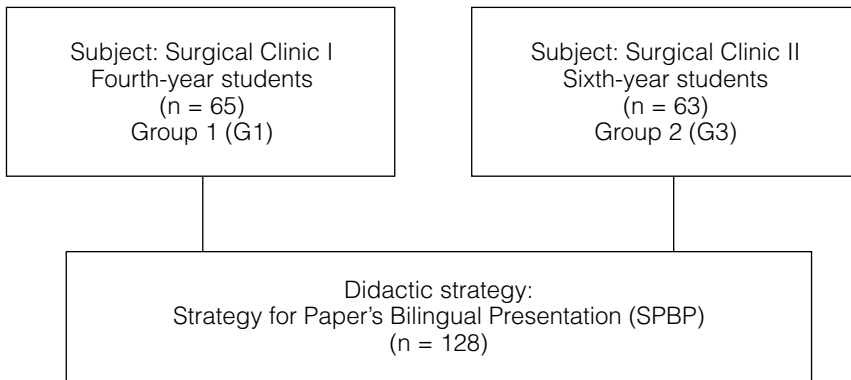 Subject: Surgical Clinic I
Fourth-year students
(n = 65)
Group 1 (G1)
Subject: Surgical Clinic II
Sixth-year students
(n = 63)
Group 2 (G3)
Didactic strategy:
Strategy for Paper's Bilingual Presentation (SPBP)
(n = 128)